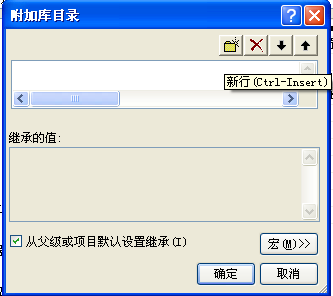 附加库目录
新行(Ctrl-Insert)
继承的值:
从父级或项目默认设置继承(I)
宏(M)>>
确定
取消